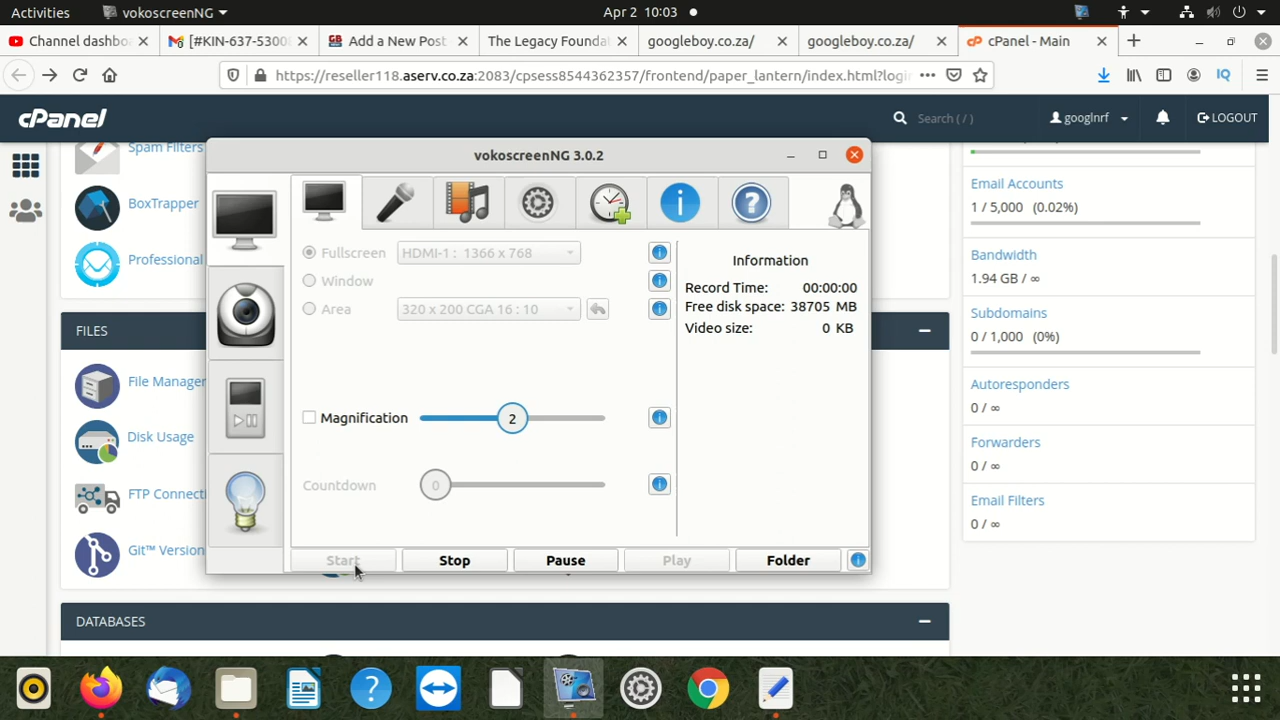 Activities
vokoscreenNG
Apr 2 10:03
Channel dashbo
[#KIN-637-5300
GB Add a New Post
The Legacy Founda
googleboy.co.za/
googleboy.co.za/
cPanel - Main
https://reseller118.aserv.co.za:2083/cpsess8544362357/frontend/paper_lantern/index.html?logi
IQ
cPanel
Search ( / )
googlnrf
LOGOUT
Spam Filters
BoxTrapper
Professional
FILES
File Manager
Disk Usage
FTP Connecti
Git™ Version
DATABASES
vokoscreenNG 3.0.2
Fullscreen
HDMI-1 : 1366 x 768
Window
Area
320 x 200 CGA 16 : 10
Magnification
2
Countdown
0
Information
Record Time: 00:00:00
Free disk space: 38705 MB
Video size: 0 KB
Start
Stop
Pause
Play
Folder
Email Accounts
1 / 5,000 (0.02%)
Bandwidth
1.94 GB / ∞
Subdomains
0 / 1,000 (0%)
Autoresponders
0 / ∞
Forwarders
0 / ∞
Email Filters
0 / ∞